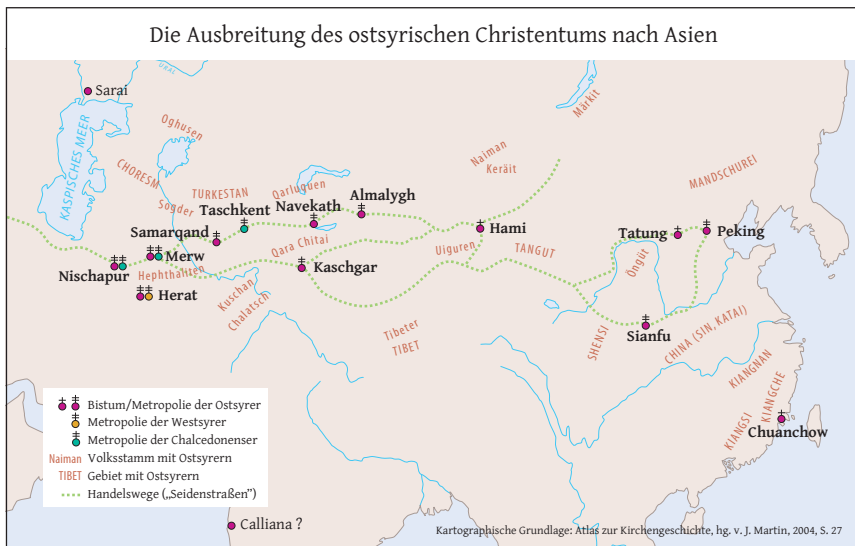 Die Ausbreitung des ostsyrischen Christentums nach Asien
URAL
Sarai
KASPISCHES MEER
Oghusen
CHORESM
Sogder
TURKESTAN
Qarluquen
Naiman
Keräit
Märkit
MANDSCHUREI
Taschkent
Navekath
Almalygh
Samarqand
Hami
Tatung
Peking
Merw
Nischapur
Hephthaliten
Herat
Qara Chitai
Kaschgar
Uiguren
TANGUT
Öngüt
Kuschan
Chalatsch
Tibeter
TIBET
SHENSI
Sianfu
CHINA (SIN, KATAI)
KIANGNAN
KIANGSI
KIANGCHE
Chuanchow
Bistum/Metropolie der Ostsyrer
Metropolie der Westsyrer
Metropolie der Chalcedonenser
Naiman Volksstamm mit Ostsyrern
TIBET Gebiet mit Ostsyrern
Handelswege („Seidenstraßen")
Calliana ?
Kartographische Grundlage: Atlas zur Kirchengeschichte, hg. v. J. Martin, 2004, S. 27